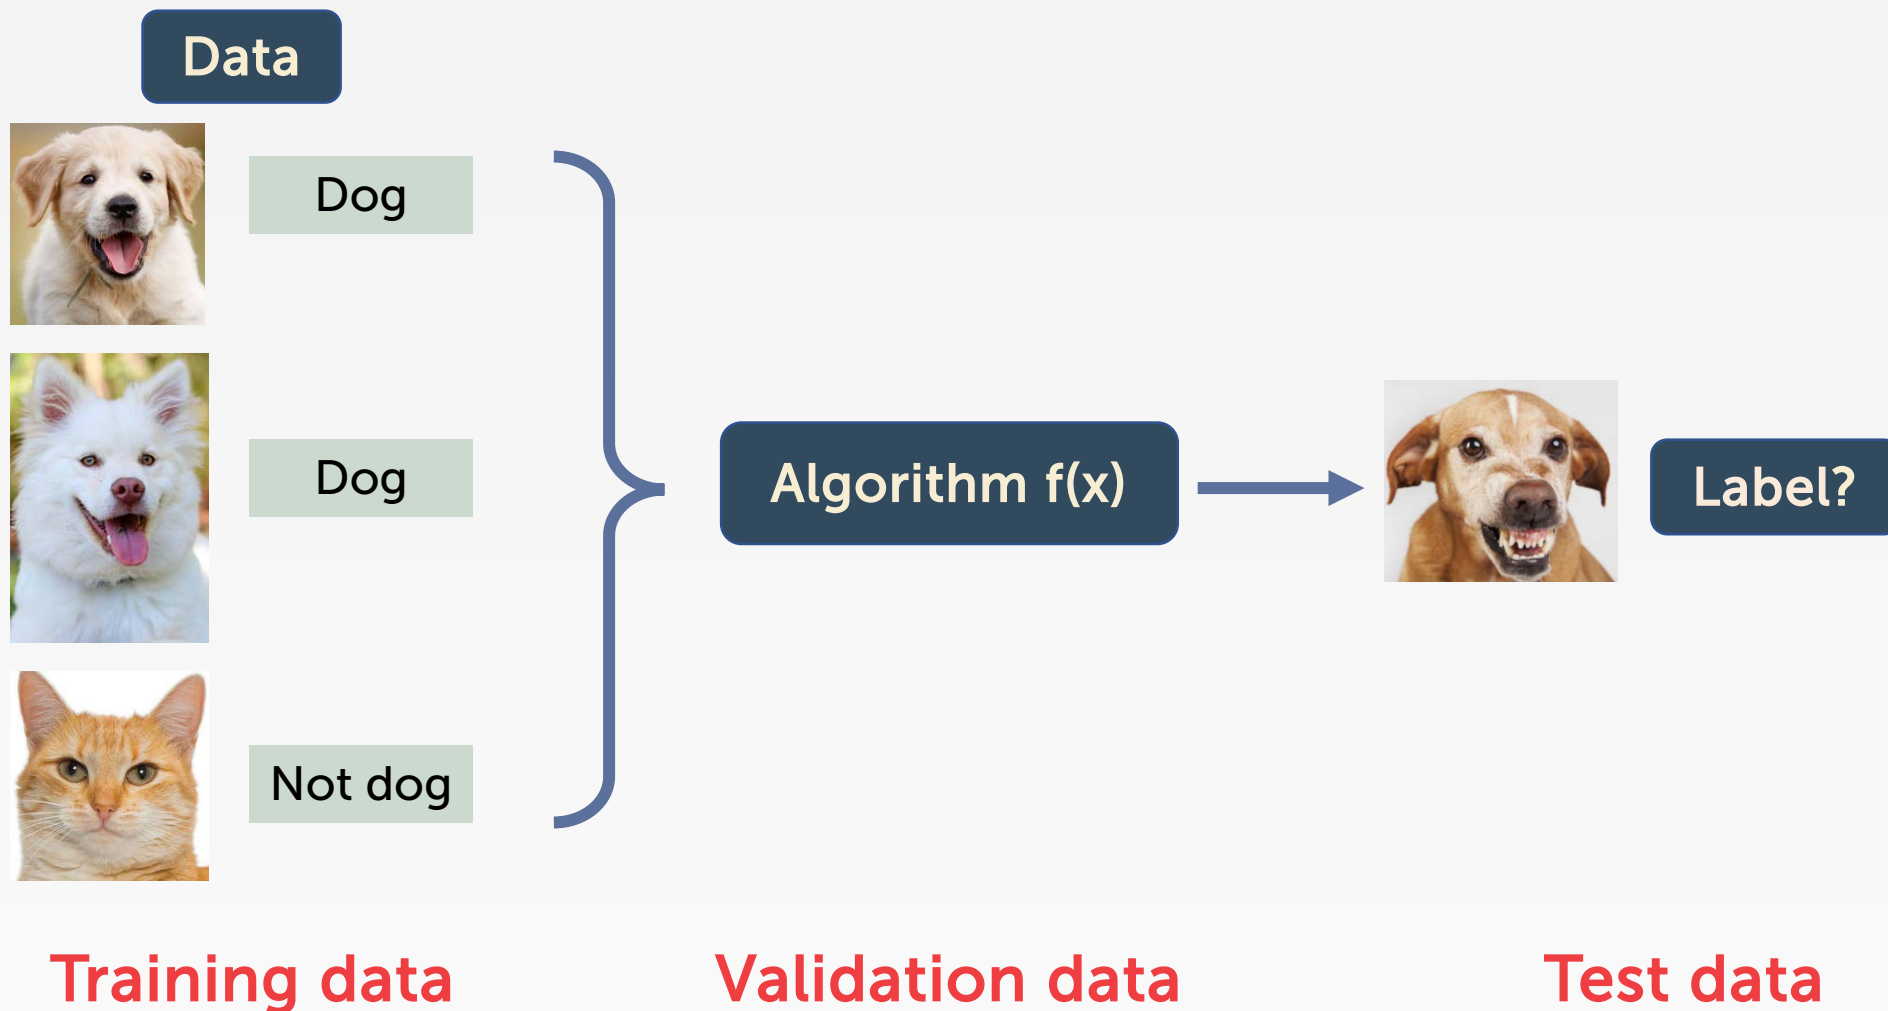 Data
Dog
Dog
Algorithm f(x)
Label?
Not dog
Training data
Validation data
Test data